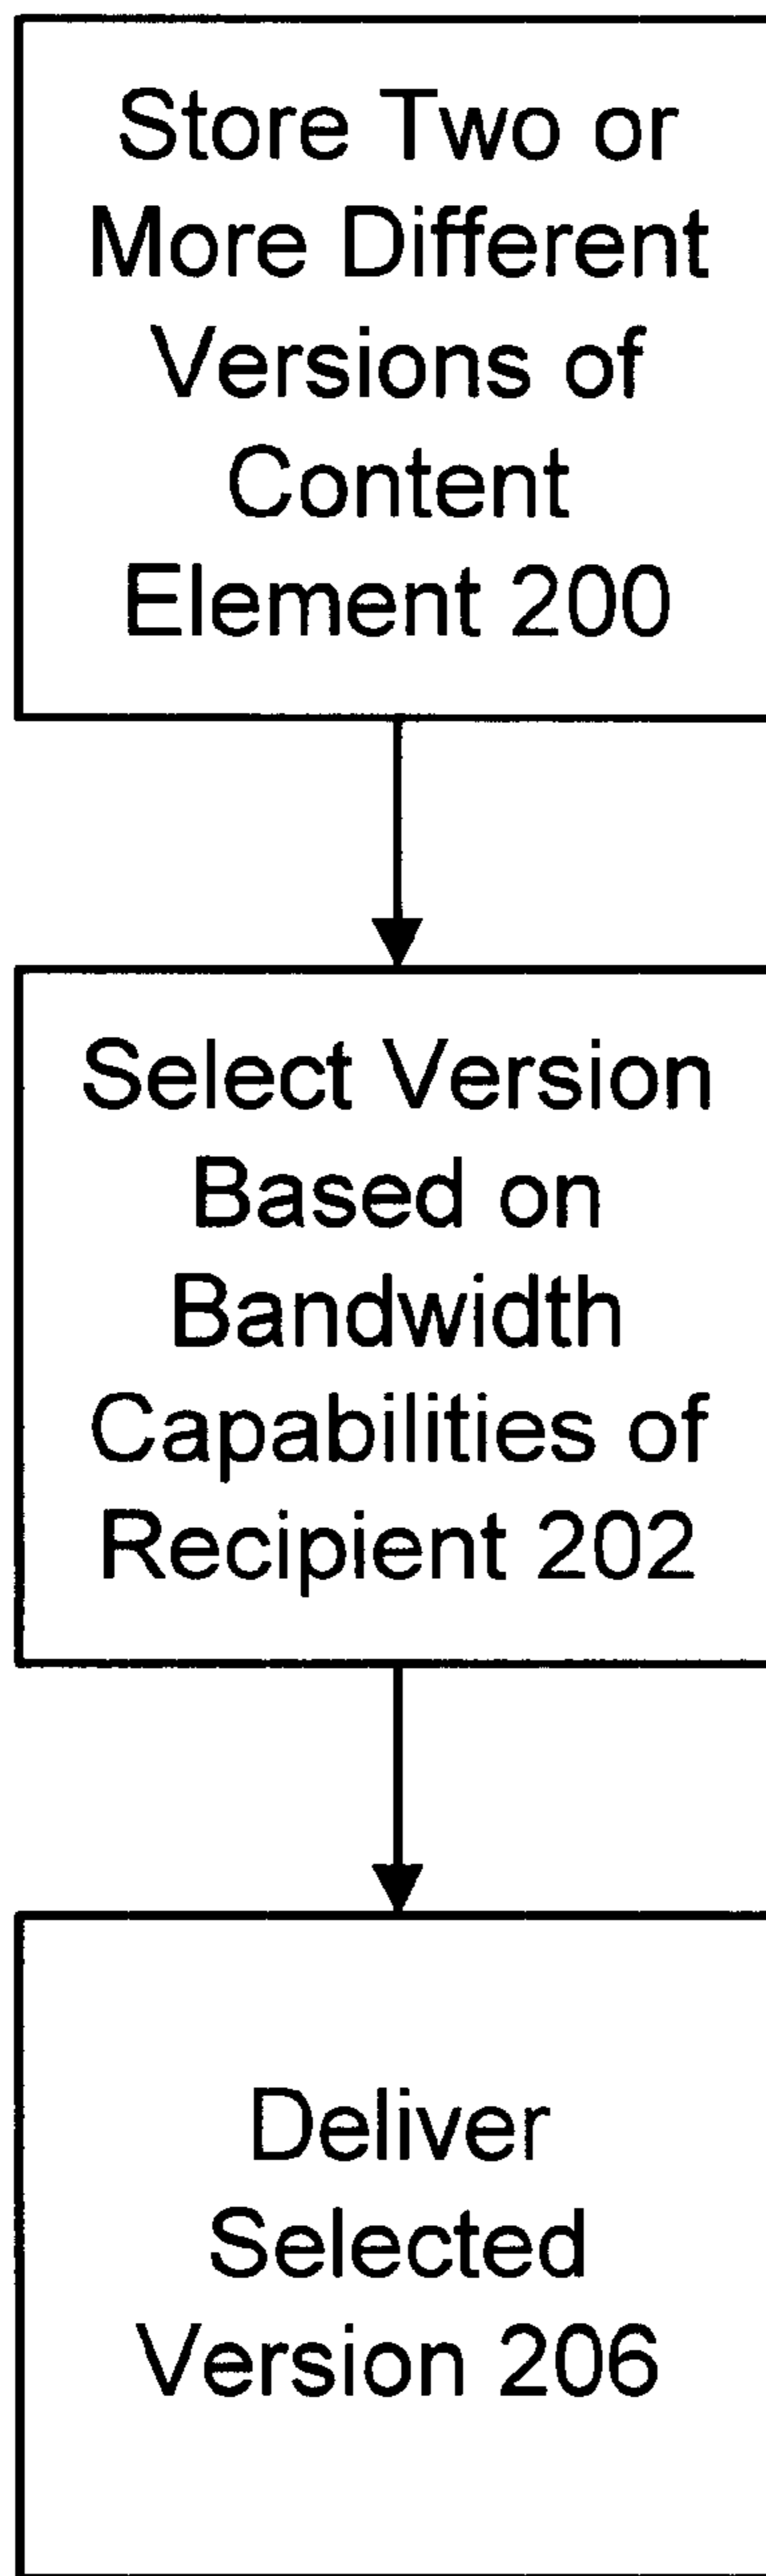 Store Two or
More Different
Versions of
Content
Element 200
Select Version
Based on
Bandwidth
Capabilities of
Recipient 202
Deliver
Selected
Version 206